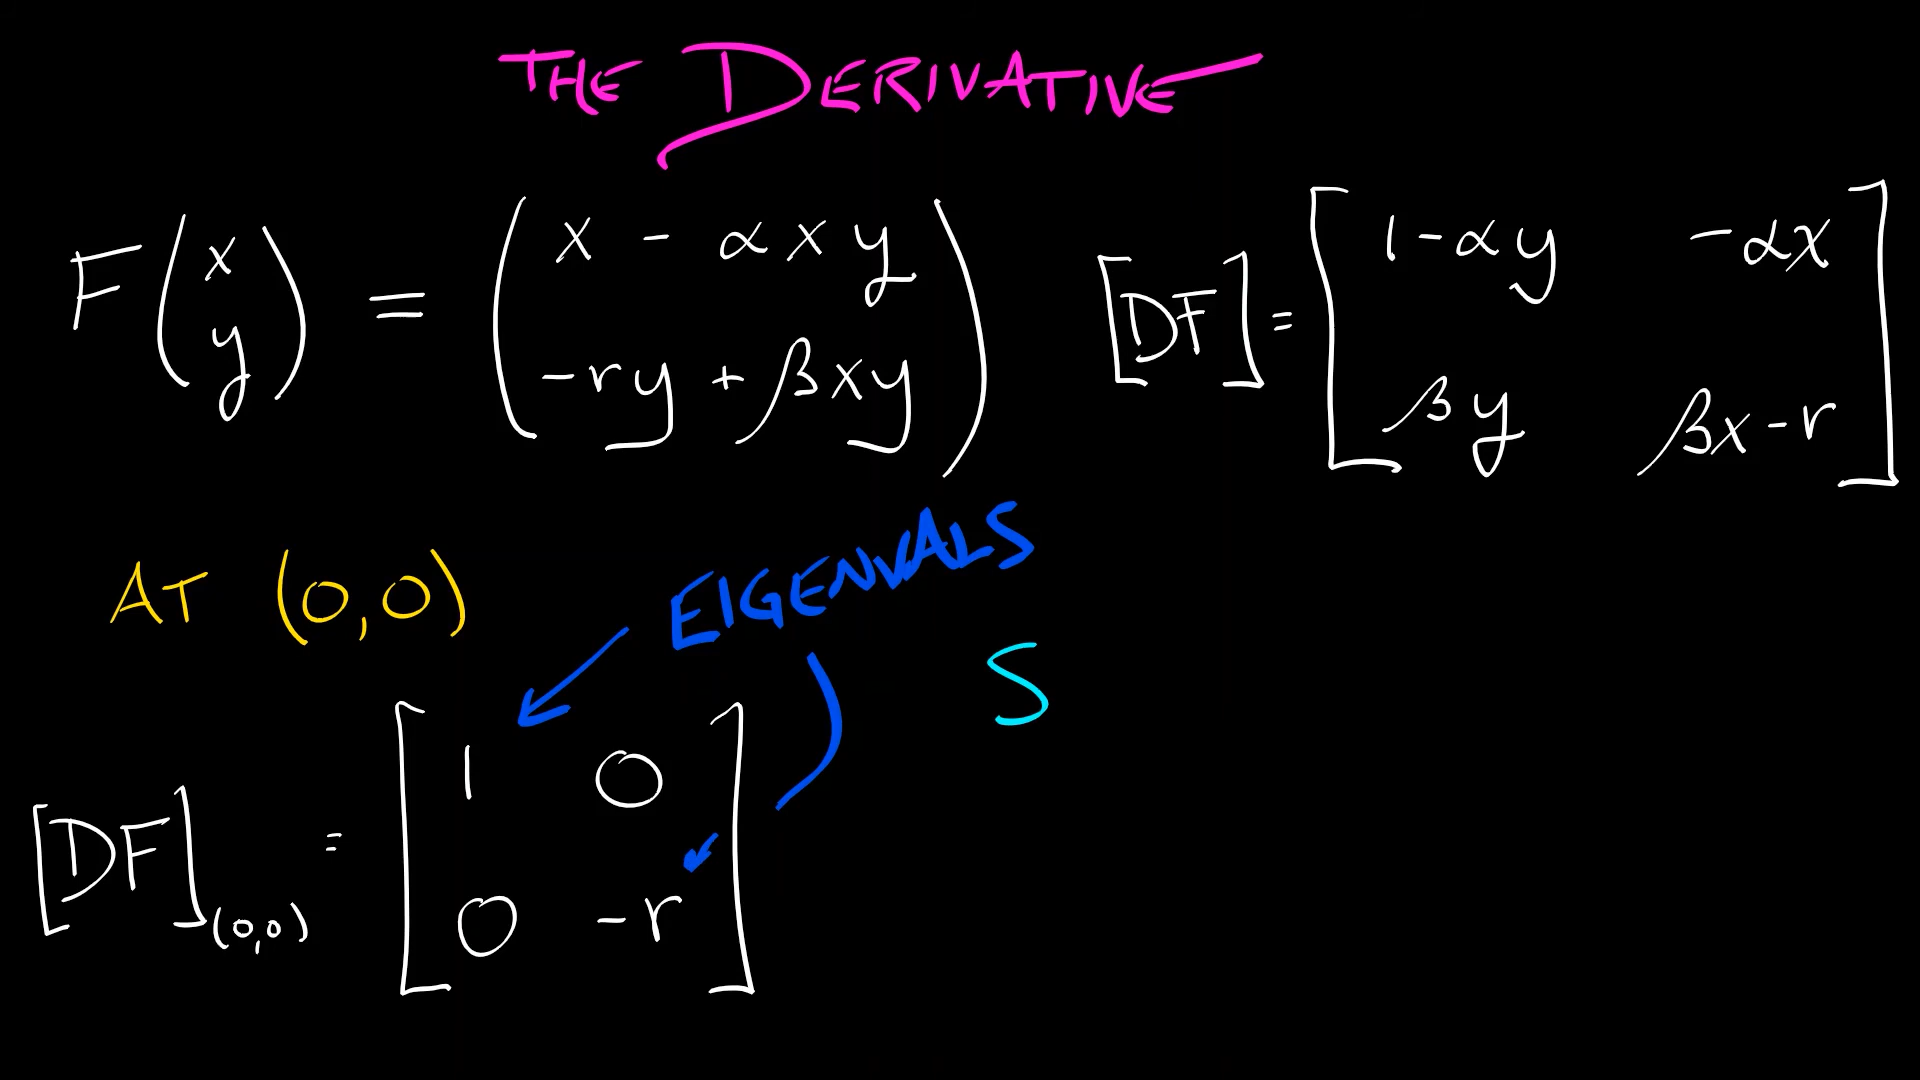 THE DERIVATIVE
F(x y) = (x - αxy  -ry + βxy)
[DF] = [1-αy  -αx  βy  βx-r]
AT (0,0)
EIGENVALS
S
[DF](0,0) = [1  0  0  -r]